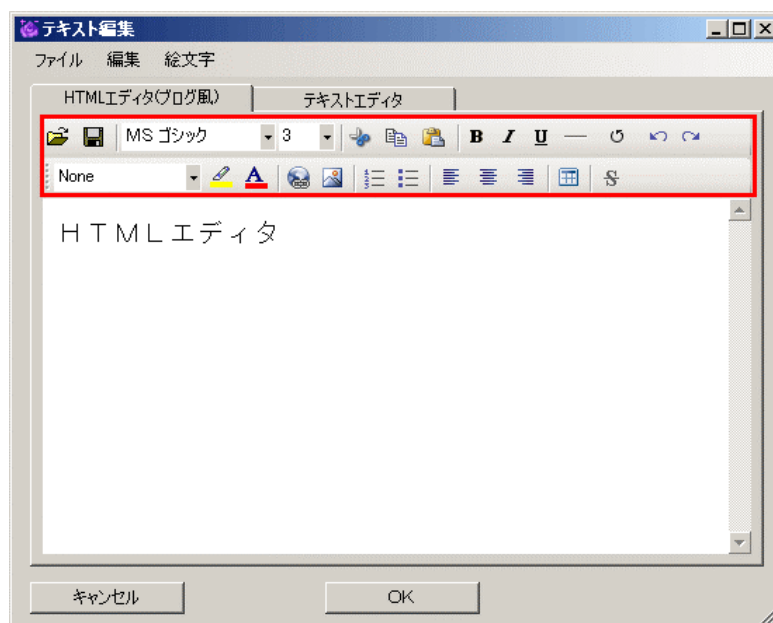 テキスト編集
ファイル 編集 絵文字
HTMLエディタ(ブログ風) テキストエディタ
MS ゴシック 3 B I U
None A S
ＨＴＭＬエディタ
キャンセル OK